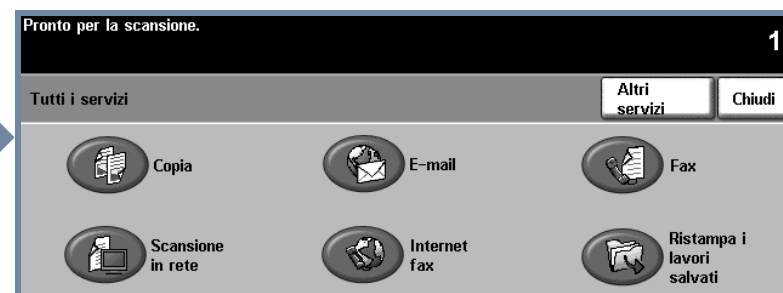 Pronto per la scansione.
1
Tutti i servizi
Altri
servizi
Chiudi
Copia
E-mail
Fax
Scansione
in rete
Internet
fax
Ristampa i
lavori
salvati